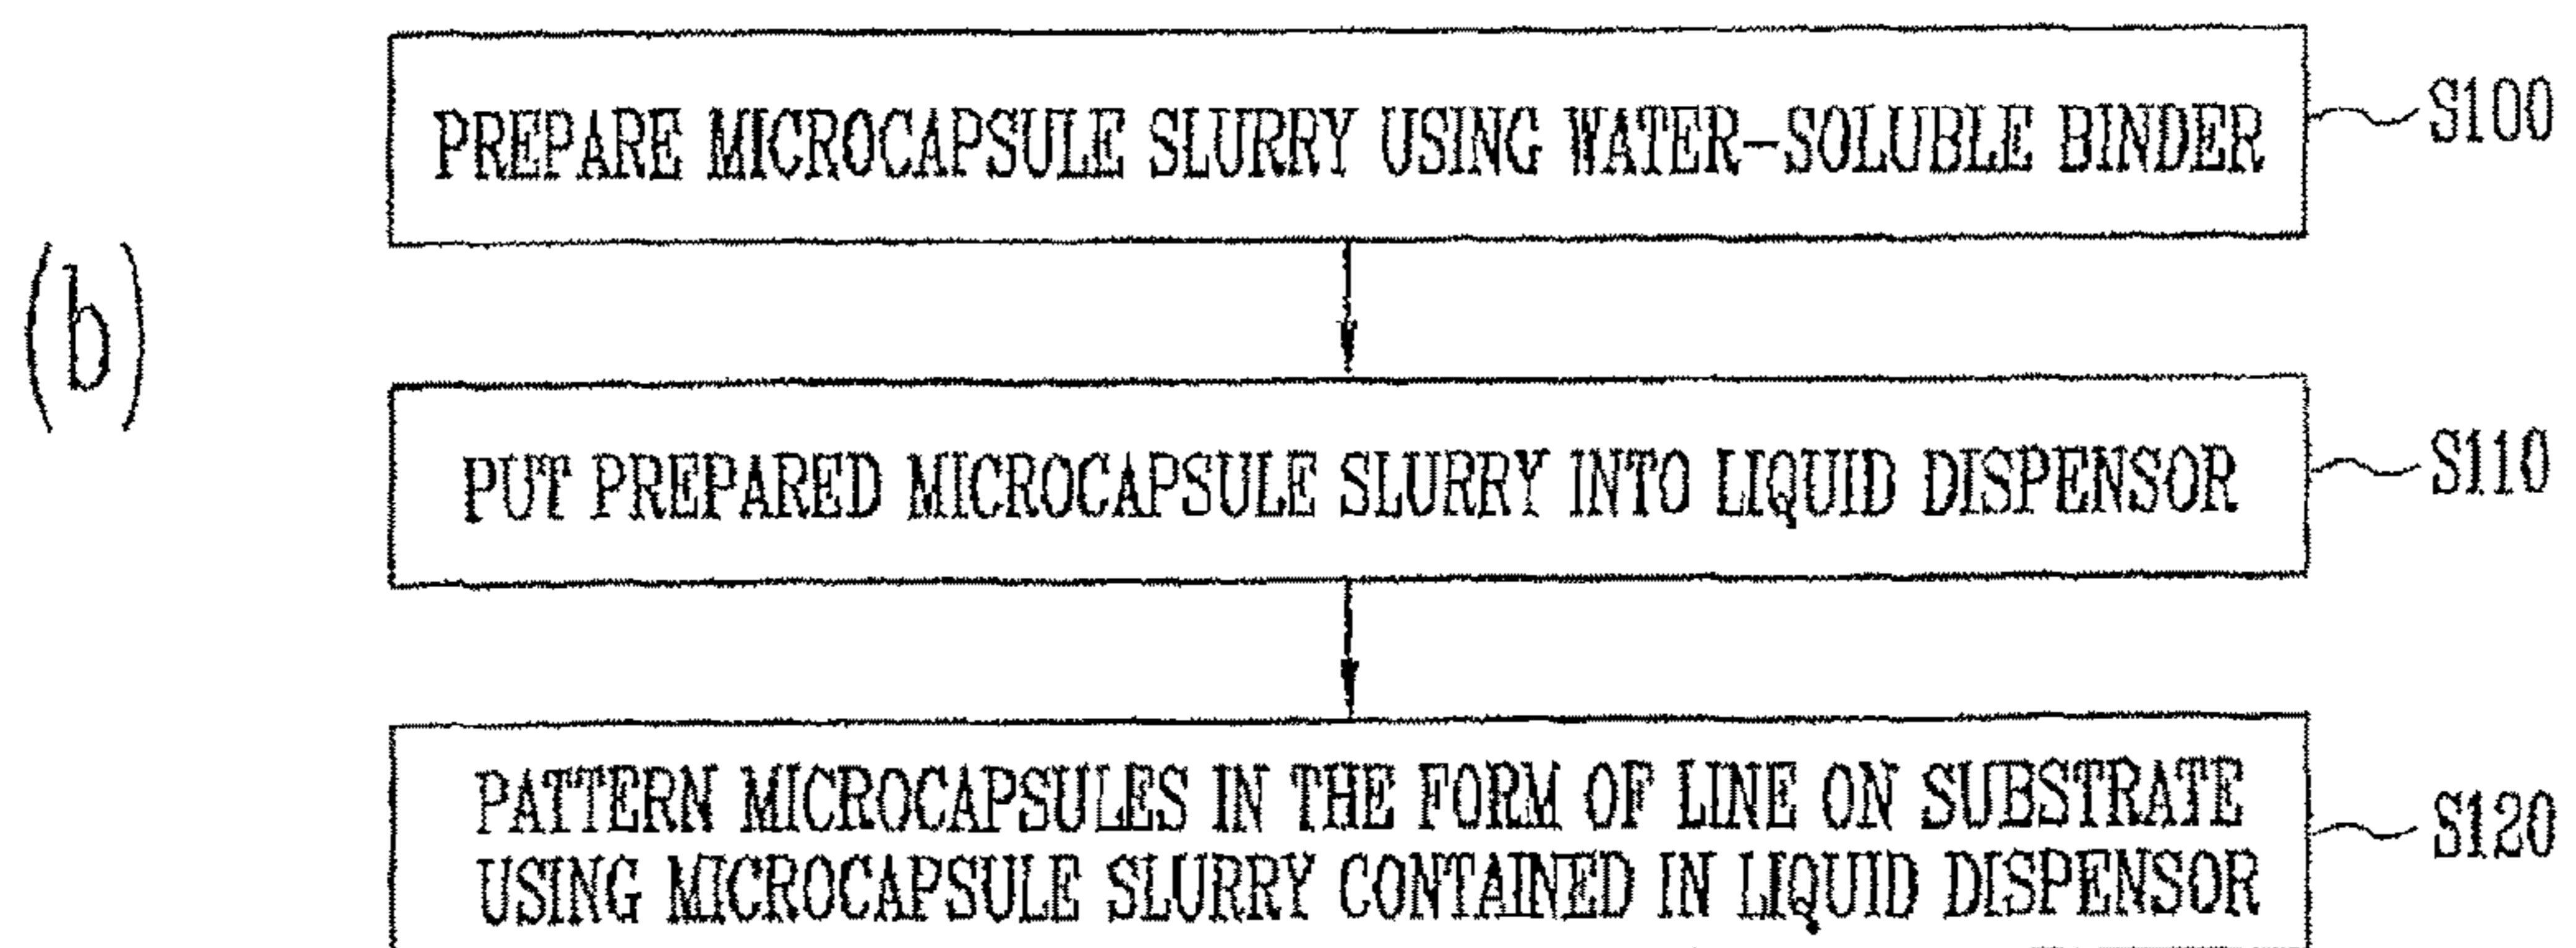 PREPARE MICROCAPSULE SLURRY USING WATER-SOLUBLE BINDER
S100
(b)
PUT PREPARED MICROCAPSULE SLURRY INTO LIQUID DISPENSOR
S110
PATTERN MICROCAPSULES IN THE FORM OF LINE ON SUBSTRATE
USING MICROCAPSULE SLURRY CONTAINED IN LIQUID DISPENSOR
S120